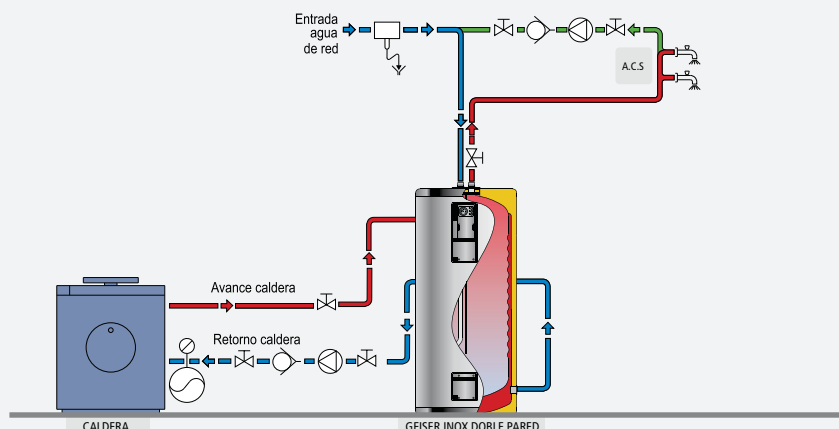 Entrada
agua
de red
A.C.S
Avance caldera
Retorno caldera
CALDERA
GEISER INOX DOBLE PARED